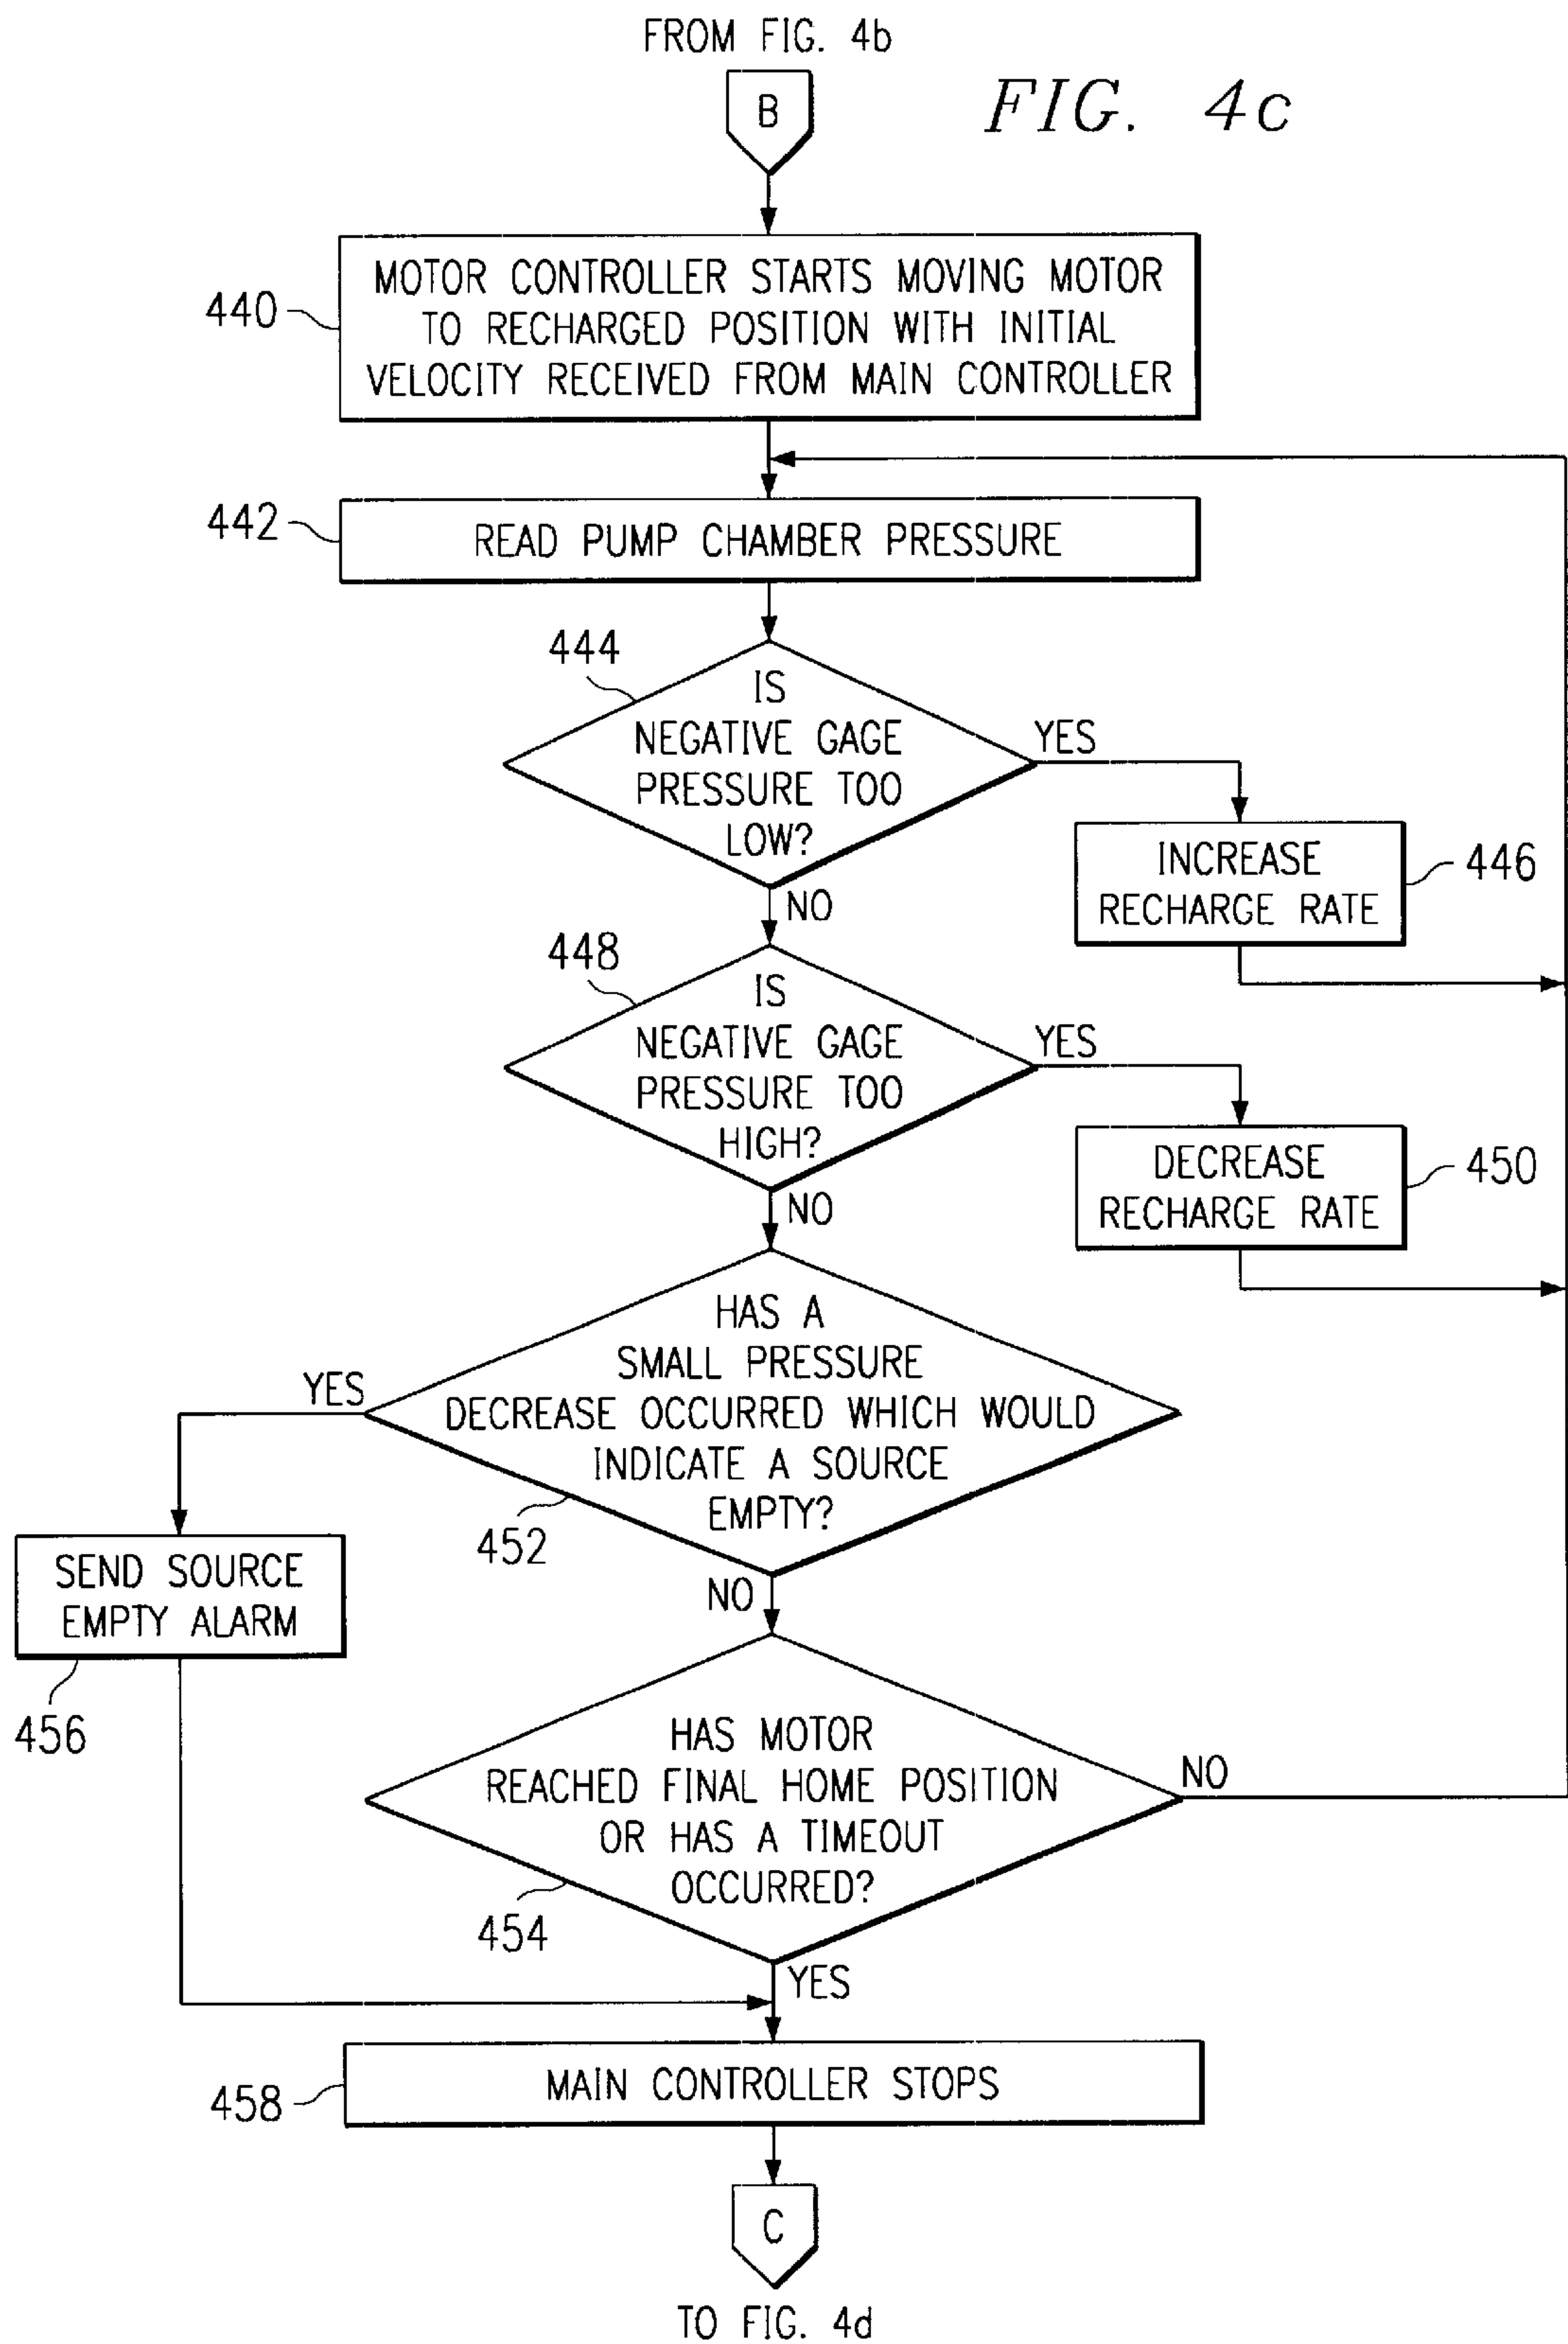 FROM FIG. 4b
B
FIG. 4c
440
MOTOR CONTROLLER STARTS MOVING MOTOR
TO RECHARGED POSITION WITH INITIAL
VELOCITY RECEIVED FROM MAIN CONTROLLER
442
READ PUMP CHAMBER PRESSURE
444
IS
NEGATIVE GAGE
PRESSURE TOO
LOW?
YES
NO
INCREASE
RECHARGE RATE
446
448
IS
NEGATIVE GAGE
PRESSURE TOO
HIGH?
YES
NO
DECREASE
RECHARGE RATE
450
HAS A
SMALL PRESSURE
DECREASE OCCURRED WHICH WOULD
INDICATE A SOURCE
EMPTY?
YES
452
NO
SEND SOURCE
EMPTY ALARM
456
HAS MOTOR
REACHED FINAL HOME POSITION
OR HAS A TIMEOUT
OCCURRED?
NO
454
YES
458
MAIN CONTROLLER STOPS
C
TO FIG. 4d